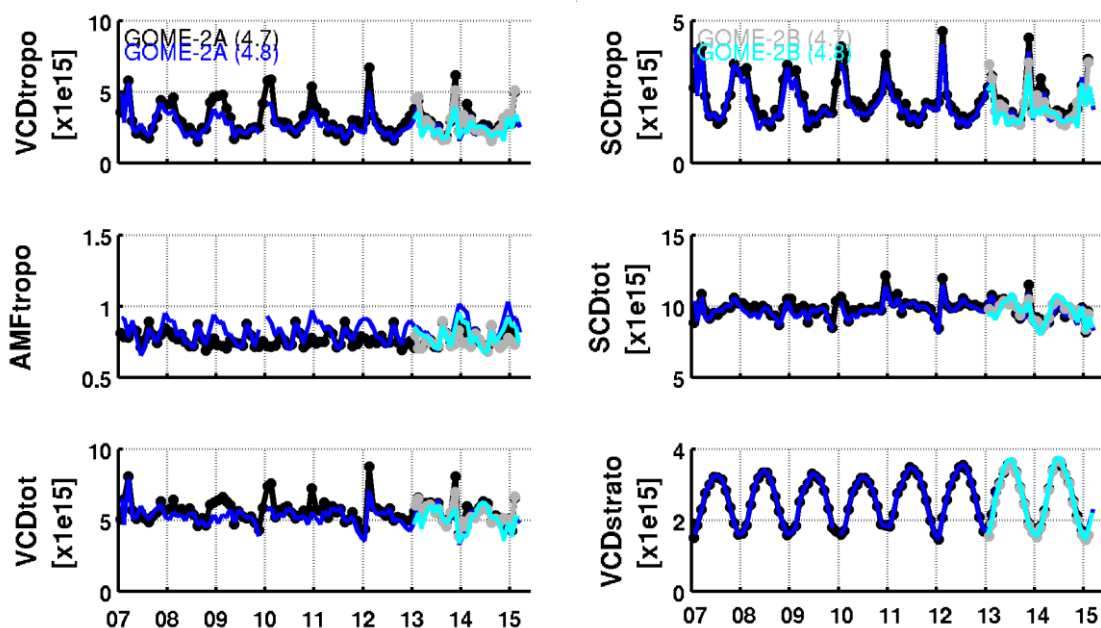 VCDtropo
[x1e15]
10
5
0
GOME-2A (4.7)
GOME-2A (4.8)
SCDtropo
[x1e15]
5
0
GOME-2B (4.7)
GOME-2B (4.8)
AMFtropo
1.5
1
0.5
SCDtot
[x1e15]
15
10
5
VCDtot
[x1e15]
10
5
0
07 08 09 10 11 12 13 14 15
VCDstrato
[x1e15]
4
2
0
07 08 09 10 11 12 13 14 15